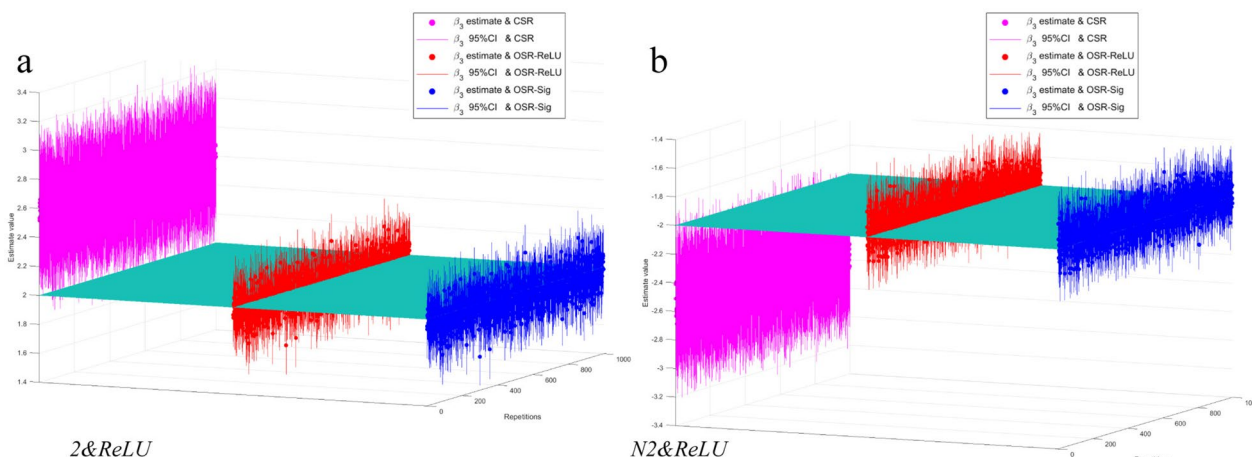 a
β3 estimate & CSR
β3 95%CI & CSR
β3 estimate & OSR-ReLU
β3 95%CI & OSR-ReLU
β3 estimate & OSR-Sig
β3 95%CI & OSR-Sig
3.4
3.2
3
2.8
2.6
2.4
2.2
2
1.8
1.6
1.4
Estimate value
0
200
400
600
800
1000
Repetitions
2&ReLU
b
β3 estimate & CSR
β3 95%CI & CSR
β3 estimate & OSR-ReLU
β3 95%CI & OSR-ReLU
β3 estimate & OSR-Sig
β3 95%CI & OSR-Sig
-1.4
-1.6
-1.8
-2
-2.2
-2.4
-2.6
-2.8
-3
-3.2
-3.4
Estimate value
0
200
400
600
800
N2&ReLU